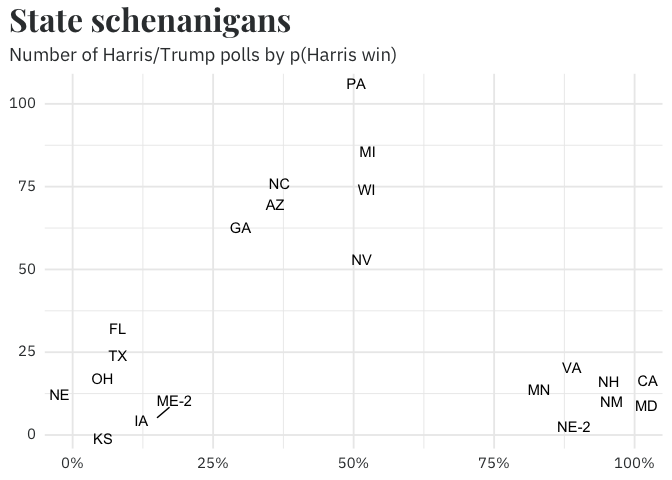 State schenanigans
Number of Harris/Trump polls by p(Harris win)
PA
100
MI
NC
WI
75
AZ
GA
NV
50
FL
TX
25
VA
OH
NH
CA
MN
NE
ME-2
NM
MD
IA
NE-2
KS
0
0%
25%
50%
75%
100%